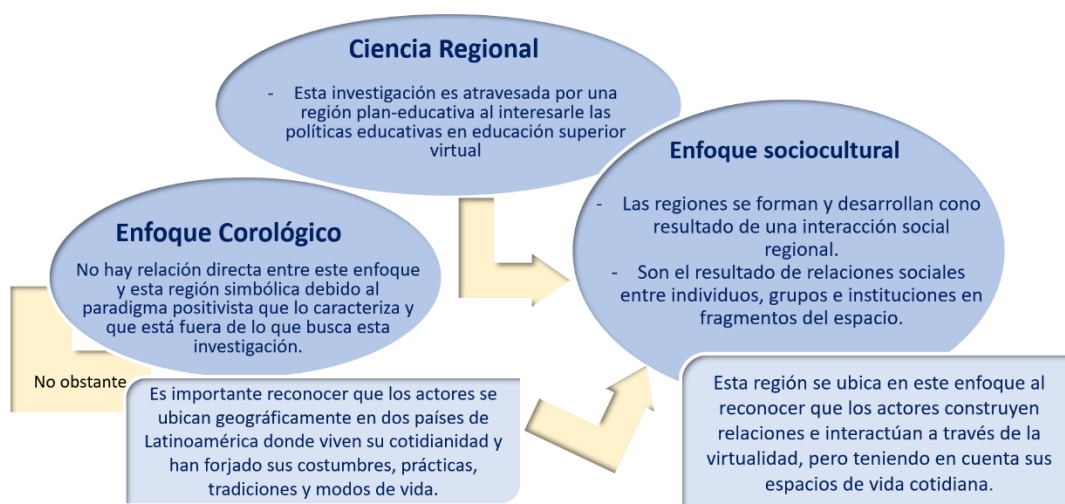 Ciencia Regional
- Esta investigación es atravesada por una
región plan-educativa al interesarle las
políticas educativas en educación superior
virtual
Enfoque sociocultural
- Las regiones se forman y desarrollan cono
resultado de una interacción social
regional.
- Son el resultado de relaciones sociales
entre individuos, grupos e instituciones en
fragmentos del espacio.
Enfoque Corológico
No hay relación directa entre este enfoque
y esta región simbólica debido al
paradigma positivista que lo caracteriza y
que está fuera de lo que busca esta
investigación.
No obstante
Es importante reconocer que los actores se
ubican geográficamente en dos países de
Latinoamérica donde viven su cotidianidad y
han forjado sus costumbres, prácticas,
tradiciones y modos de vida.
Esta región se ubica en este enfoque al
reconocer que los actores construyen
relaciones e interactúan a través de la
virtualidad, pero teniendo en cuenta sus
espacios de vida cotidiana.